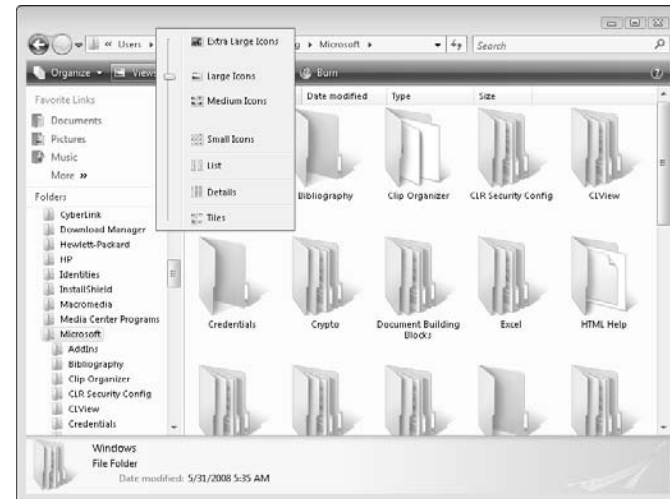 « Users ▸
g ▸ Microsoft ▸
Search
Organize
Views
Burn
Extra Large Icons
Large Icons
Medium Icons
Small Icons
List
Details
Tiles
Favorite Links
Documents
Pictures
Music
More »
Folders
CyberLink
Download Manager
Hewlett-Packard
HP
Identities
InstallShield
Macromedia
Media Center Programs
Microsoft
AddIns
Bibliography
Clip Organizer
CLR Security Config
CLView
Credentials
Date modified Type Size
Bibliography Clip Organizer CLR Security Config CLView
Credentials Crypto Document Building Excel HTML Help
Blocks
Windows
File Folder
Date modified: 5/31/2008 5:35 AM